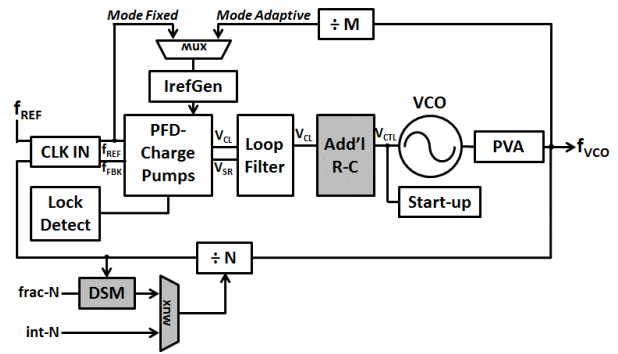 Mode Fixed
Mode Adaptive
÷ M
mux
IrefGen
VCO
fREF
CLK IN
fREF
fFBK
PFD-
Charge
Pumps
VCL
VSR
Loop
Filter
VCL
Add'l
R-C
VCTL
PVA
fVCO
Lock
Detect
Start-up
÷ N
frac-N
DSM
mux
int-N